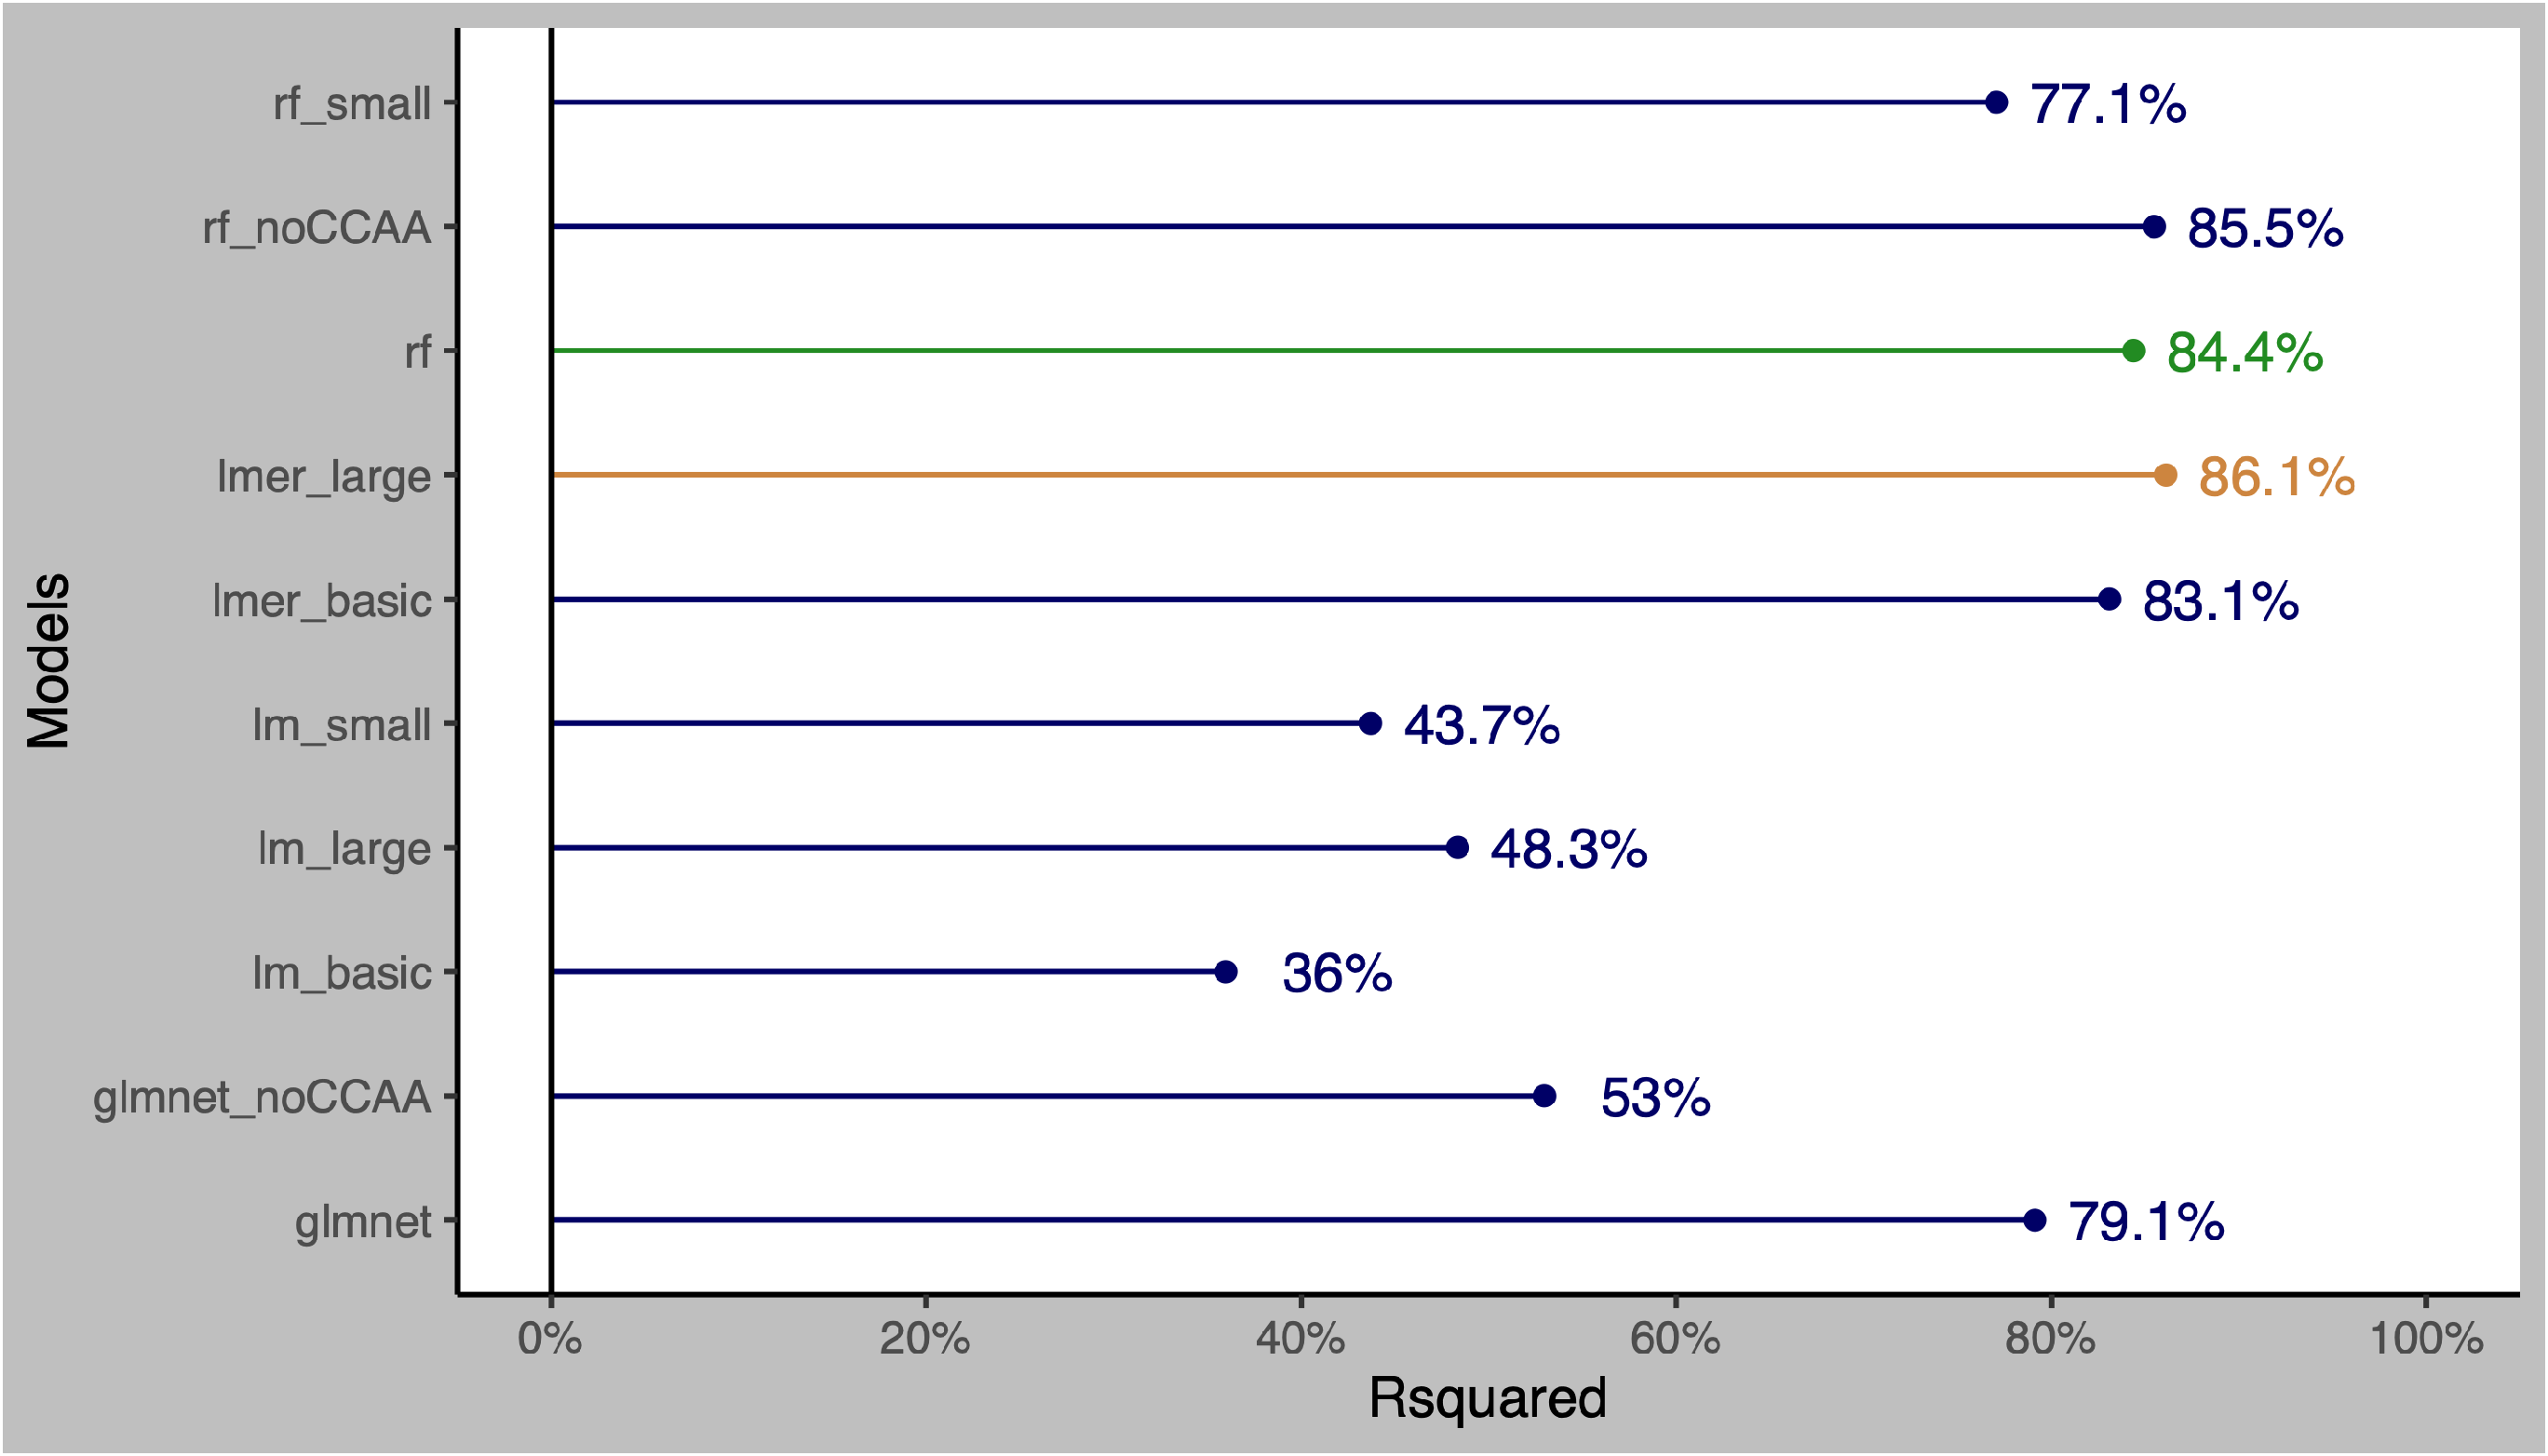 Models
rf_small 77.1%
rf_noCCAA 85.5%
rf 84.4%
lmer_large 86.1%
lmer_basic 83.1%
lm_small 43.7%
lm_large 48.3%
lm_basic 36%
glmnet_noCCAA 53%
glmnet 79.1%
0% 20% 40% 60% 80% 100%
Rsquared